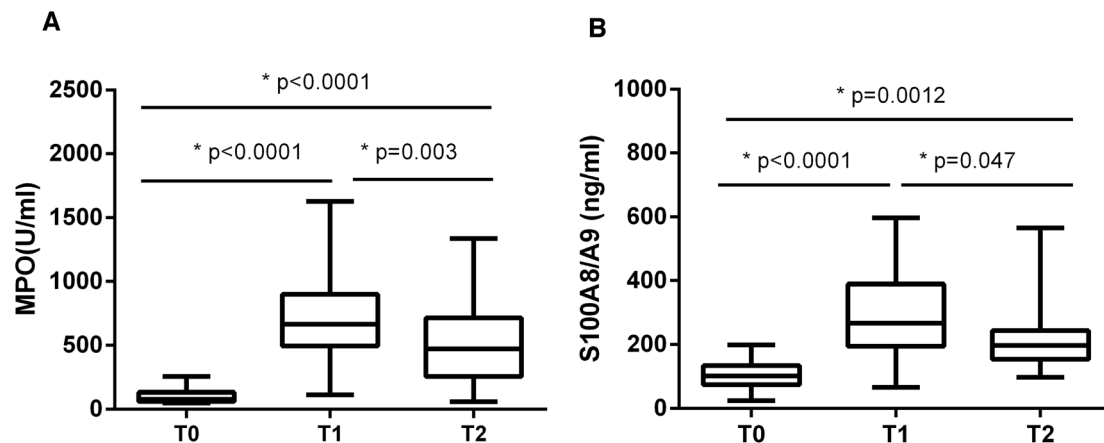 A
MPO(U/ml)
2500
2000
1500
1000
500
0
* p<0.0001
* p<0.0001
* p=0.003
T0
T1
T2
B
S100A8/A9 (ng/ml)
1000
800
600
400
200
0
* p=0.0012
* p<0.0001
* p=0.047
T0
T1
T2